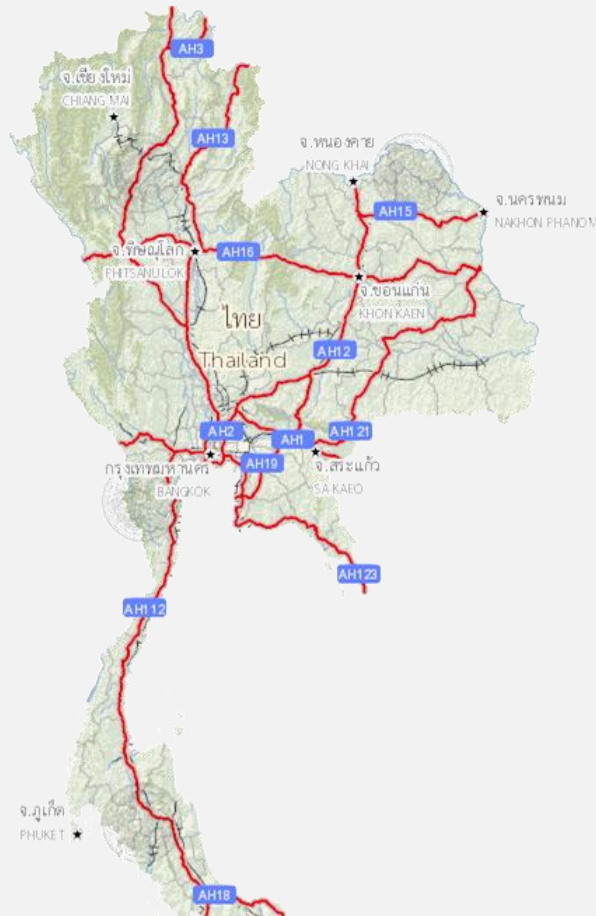 AH3
จ.เชียงใหม่
CHIANG MAI
AH13
จ.หนองคาย
NONG KHAI
AH15
จ.นครพนม
NAKHON PHANOM
จ.พิษณุโลก
PHITSANULOK
AH16
จ.ขอนแก่น
KHON KAEN
ไทย
Thailand
AH12
AH2
AH1
AH121
กรุงเทพมหานคร
BANGKOK
AH19
จ.สระแก้ว
SA KAEO
AH123
AH112
จ.ภูเก็ต
PHUKET
AH18